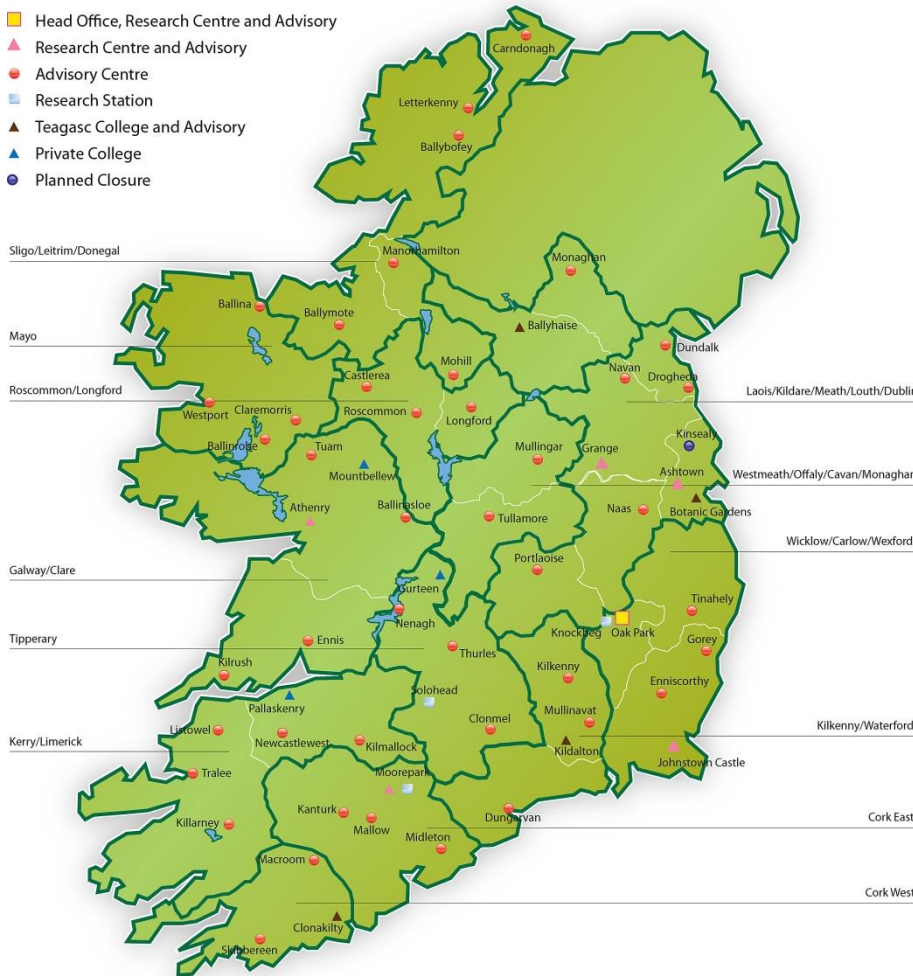 Head Office, Research Centre and Advisory
Research Centre and Advisory
Advisory Centre
Research Station
Teagasc College and Advisory
Private College
Planned Closure
Carndonagh
Letterkenny
Ballybofey
Sligo/Leitrim/Donegal
Manorhamilton
Monaghan
Ballina
Ballymote
Ballyhaise
Mayo
Dundalk
Mohill
Navan
Castlerea
Drogheda
Roscommon/Longford
Laois/Kildare/Meath/Louth/Dublin
Westport
Claremorris
Roscommon
Longford
Kinsealy
Ballinrobe
Tuam
Mullingar
Grange
Mountbellew
Ashtown
Westmeath/Offaly/Cavan/Monaghan
Athenry
Ballinasloe
Tullamore
Naas
Botanic Gardens
Wicklow/Carlow/Wexford
Portlaoise
Galway/Clare
Gurteen
Tinahely
Nenagh
Knockbeg
Oak Park
Tipperary
Ennis
Thurles
Gorey
Kilrush
Kilkenny
Enniscorthy
Solohead
Pallaskenry
Mullinavat
Clonmel
Kilkenny/Waterford
Listowel
Newcastlewest
Kilmallock
Kildalton
Kerry/Limerick
Johnstown Castle
Tralee
Moorepark
Kanturk
Dungarvan
Cork East
Killarney
Mallow
Midleton
Macroom
Cork West
Clonakilty
Skibbereen